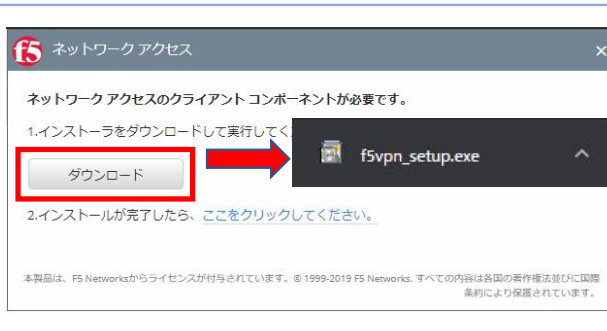 f5 ネットワーク アクセス ×
ネットワーク アクセスのクライアント コンポーネントが必要です。
1.インストーラをダウンロードして実行してく
ダウンロード
f5vpn_setup.exe
2.インストールが完了したら、ここをクリックしてください。
本製品は、F5 Networksからライセンスが付与されています。© 1999-2019 F5 Networks. すべての内容は各国の著作権法並びに国際
条約により保護されています。